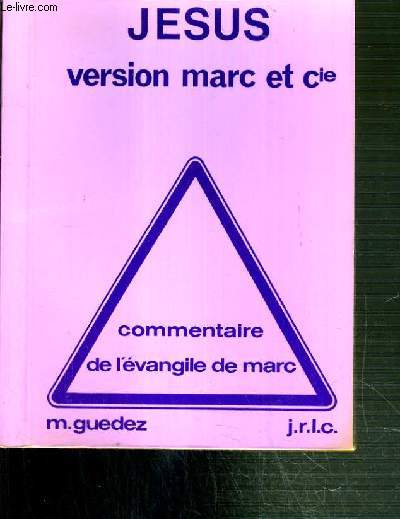 Le-livre.com
JESUS
version marc et cie
commentaire
de l'évangile de marc
m.guedez j.r.l.c.